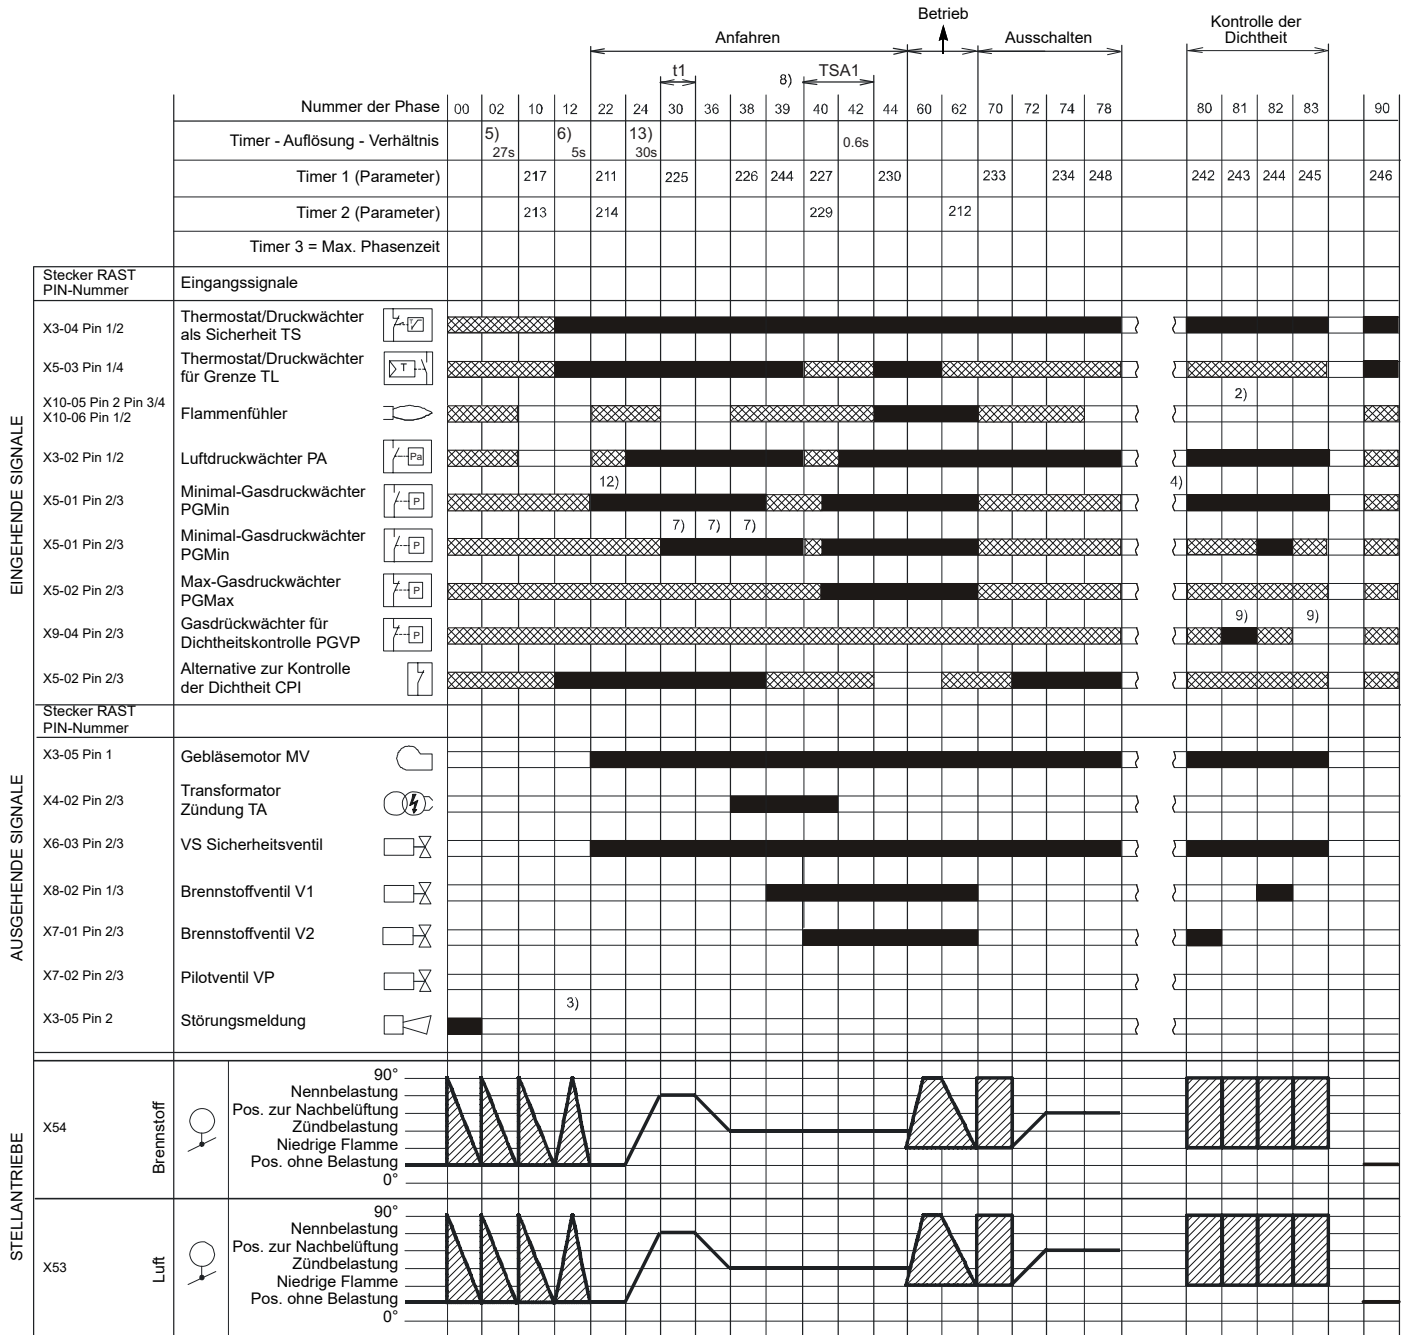 Betrieb
Anfahren
Ausschalten
Kontrolle der
Dichtheit
t1
8)
TSA1
Nummer der Phase 00 02 10 12 22 24 30 36 38 39 40 42 44 60 62 70 72 74 78 80 81 82 83 90
5) 6) 13)
Timer - Auflösung - Verhältnis
27s 5s 30s 0.6s
Timer 1 (Parameter) 217 211 225 226 244 227 230 233 234 248 242 243 244 245 246
Timer 2 (Parameter) 213 214 229 212
Timer 3 = Max. Phasenzeit
Stecker RAST
PIN-Nummer
Eingangssignale
EINGEHENDE SIGNALE
X3-04 Pin 1/2
Thermostat/Druckwächter
als Sicherheit TS
X5-03 Pin 1/4
Thermostat/Druckwächter
für Grenze TL
T
2)
X10-05 Pin 2 Pin 3/4
X10-06 Pin 1/2
Flammenfühler
X3-02 Pin 1/2
Luftdruckwächter PA
Pa
12)
4)
X5-01 Pin 2/3
Minimal-Gasdruckwächter
PGMin
P
7) 7) 7)
X5-01 Pin 2/3
Minimal-Gasdruckwächter
PGMin
P
X5-02 Pin 2/3
Max-Gasdruckwächter
PGMax
P
9) 9)
X9-04 Pin 2/3
Gasdrückwächter für
Dichtheitskontrolle PGVP
P
X5-02 Pin 2/3
Alternative zur Kontrolle
der Dichtheit CPI
Stecker RAST
PIN-Nummer
AUSGEHENDE SIGNALE
X3-05 Pin 1
Gebläsemotor MV
X4-02 Pin 2/3
Transformator
Zündung TA
X6-03 Pin 2/3
VS Sicherheitsventil
X8-02 Pin 1/3
Brennstoffventil V1
X7-01 Pin 2/3
Brennstoffventil V2
X7-02 Pin 2/3
Pilotventil VP
3)
X3-05 Pin 2
Störungsmeldung
STELLANTRIEBE
X54
Brennstoff
90°
Nennbelastung
Pos. zur Nachbelüftung
Zündbelastung
Niedrige Flamme
Pos. ohne Belastung
0°
X53
Luft
90°
Nennbelastung
Pos. zur Nachbelüftung
Zündbelastung
Niedrige Flamme
Pos. ohne Belastung
0°